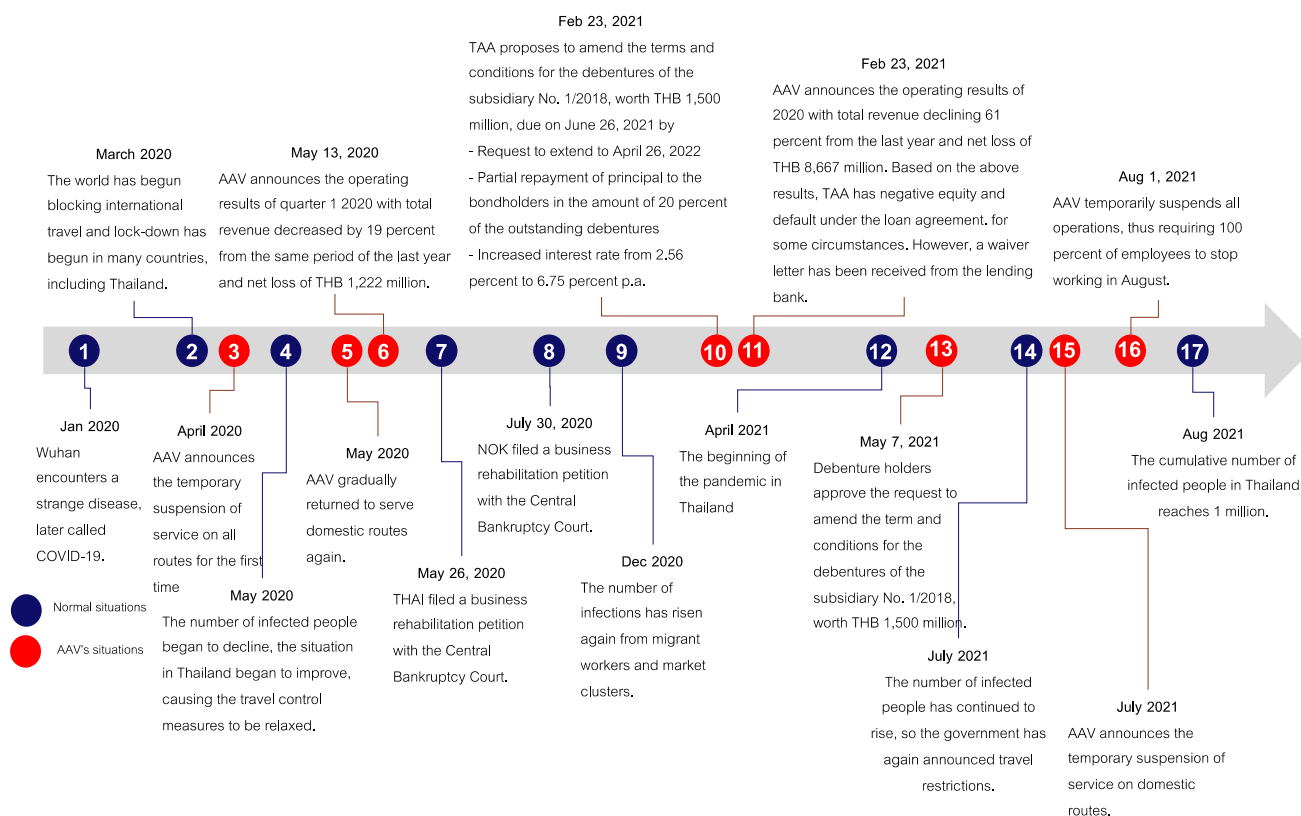 Feb 23, 2021
TAA proposes to amend the terms and
conditions for the debentures of the
subsidiary No. 1/2018, worth THB 1,500
million, due on June 26, 2021 by
- Request to extend to April 26, 2022
- Partial repayment of principal to the
bondholders in the amount of 20 percent
of the outstanding debentures
- Increased interest rate from 2.56
percent to 6.75 percent p.a.
Feb 23, 2021
AAV announces the operating results of
2020 with total revenue declining 61
percent from the last year and net loss of
THB 8,667 million. Based on the above
results, TAA has negative equity and
default under the loan agreement. for
some circumstances. However, a waiver
letter has been received from the lending
bank.
March 2020
The world has begun
blocking international
travel and lock-down has
begun in many countries,
including Thailand.
May 13, 2020
AAV announces the operating
results of quarter 1 2020 with total
revenue decreased by 19 percent
from the same period of the last year
and net loss of THB 1,222 million.
Aug 1, 2021
AAV temporarily suspends all
operations, thus requiring 100
percent of employees to stop
working in August.
1 2 3 4 5 6 7 8 9 10 11 12 13 14 15 16 17
Jan 2020
Wuhan
encounters a
strange disease,
later called
COVID-19.
April 2020
AAV announces
the temporary
suspension of
service on all
routes for the first
time
May 2020
The number of infected people
began to decline, the situation
in Thailand began to improve,
causing the travel control
measures to be relaxed.
May 2020
AAV gradually
returned to serve
domestic routes
again.
May 26, 2020
THAI filed a business
rehabilitation petition
with the Central
Bankruptcy Court.
July 30, 2020
NOK filed a business
rehabilitation petition
with the Central
Bankruptcy Court.
Dec 2020
The number of
infections has risen
again from migrant
workers and market
clusters.
April 2021
The beginning of
the pandemic in
Thailand
May 7, 2021
Debenture holders
approve the request to
amend the term and
conditions for the
debentures of the
subsidiary No. 1/2018,
worth THB 1,500 million.
July 2021
The number of infected
people has continued to
rise, so the government has
again announced travel
restrictions.
July 2021
AAV announces the
temporary suspension of
service on domestic
routes.
Aug 2021
The cumulative number of
infected people in Thailand
reaches 1 million.
Normal situations
AAV's situations